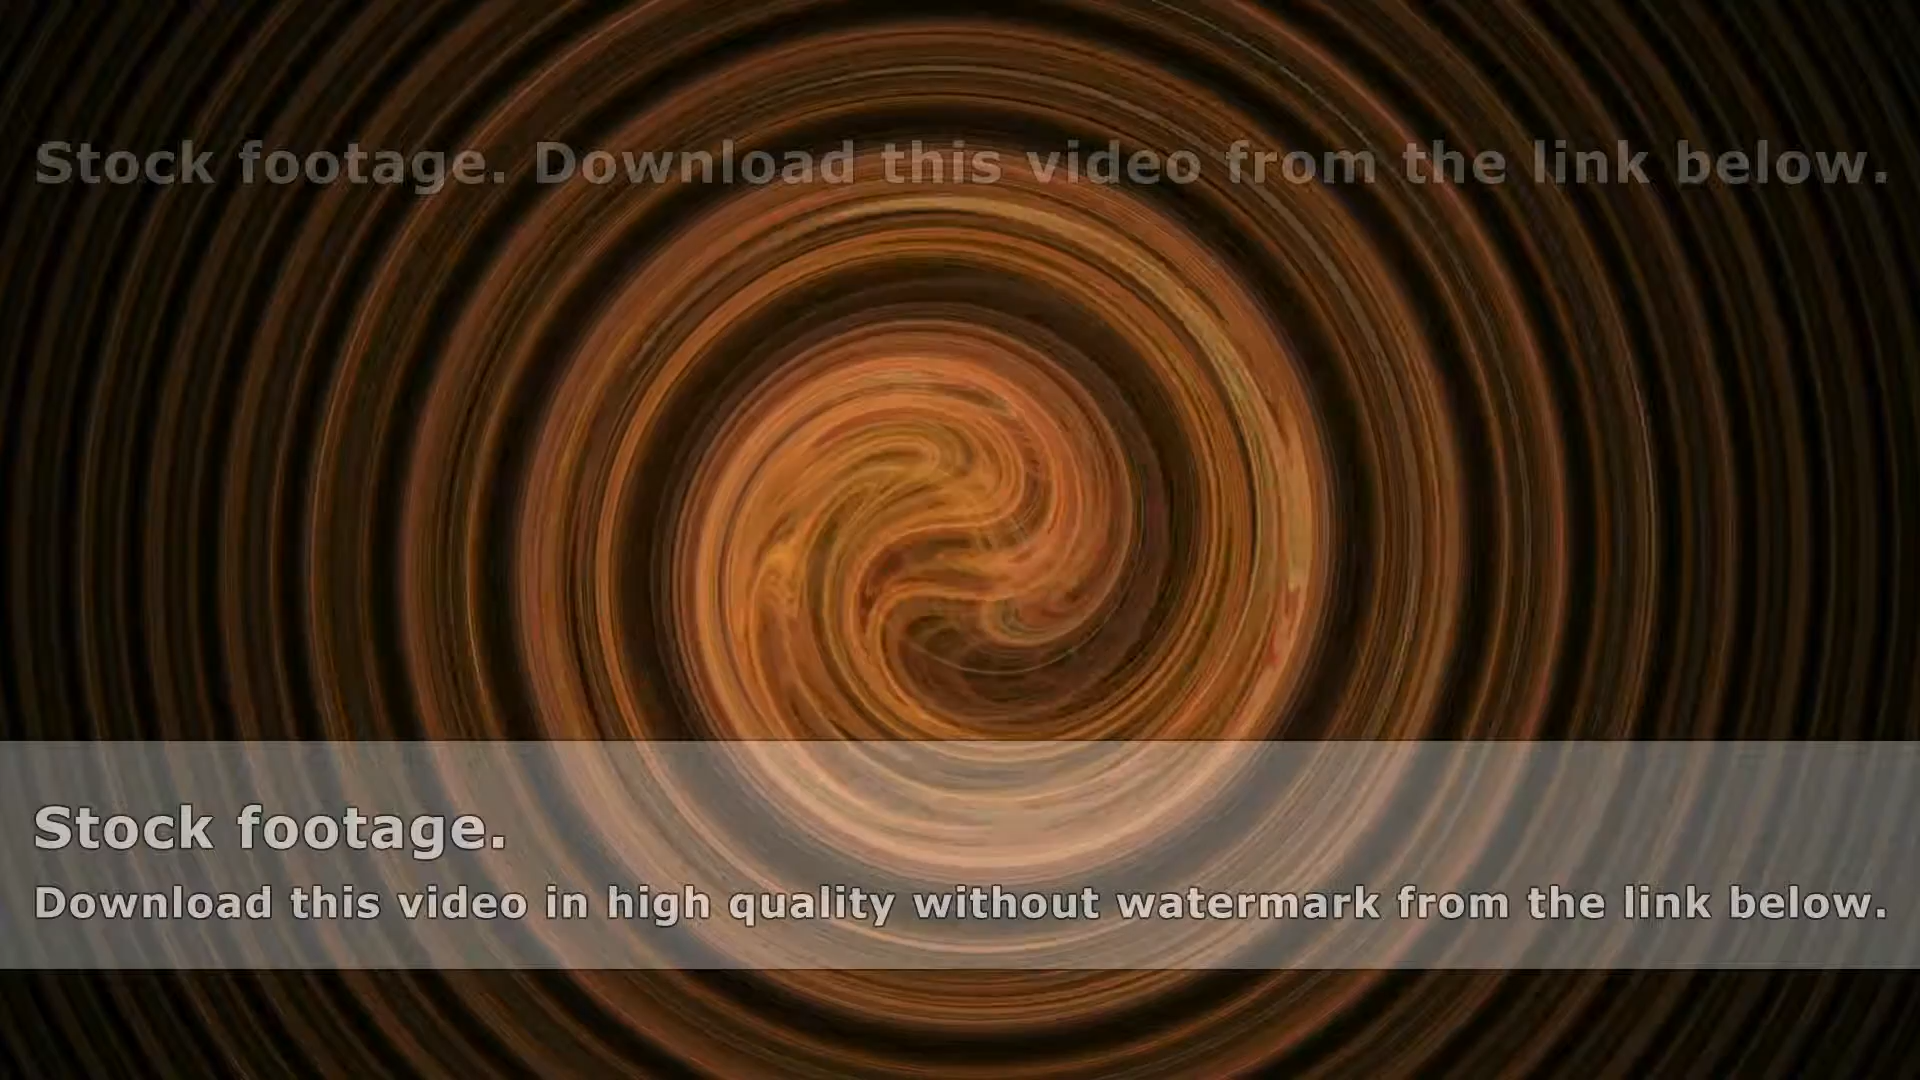 Stock footage. Download this video from the link below.
Stock footage.
Download this video in high quality without watermark from the link below.